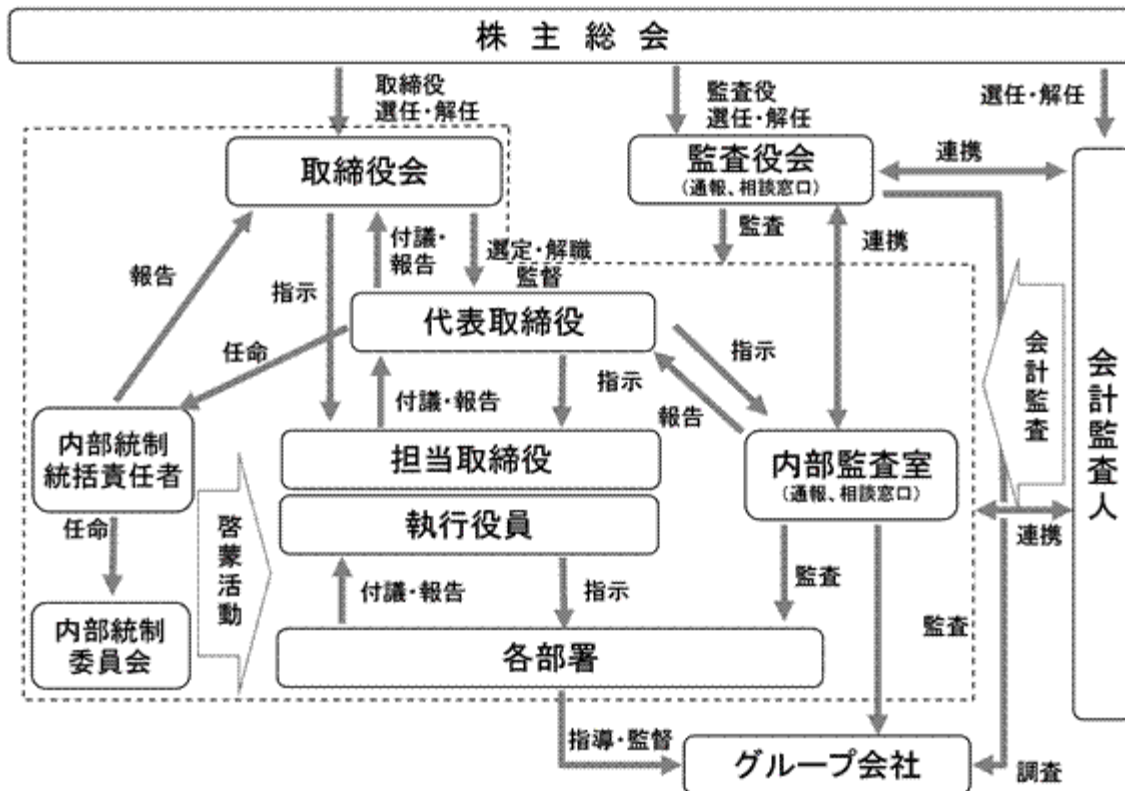 株主総会
取締役
選任・解任
監査役
選任・解任
選任・解任
取締役会
監査役会
(通報、相談窓口)
連携
監査
連携
報告
指示
付議・
報告
選定・解職
監督
代表取締役
任命
指示
付議・報告
指示
報告
会計監査
会計監査人
内部統制
統括責任者
担当取締役
執行役員
内部監査室
(通報、相談窓口)
連携
任命
啓蒙活動
付議・報告
指示
監査
監査
内部統制
委員会
各部署
指導・監督
グループ会社
調査